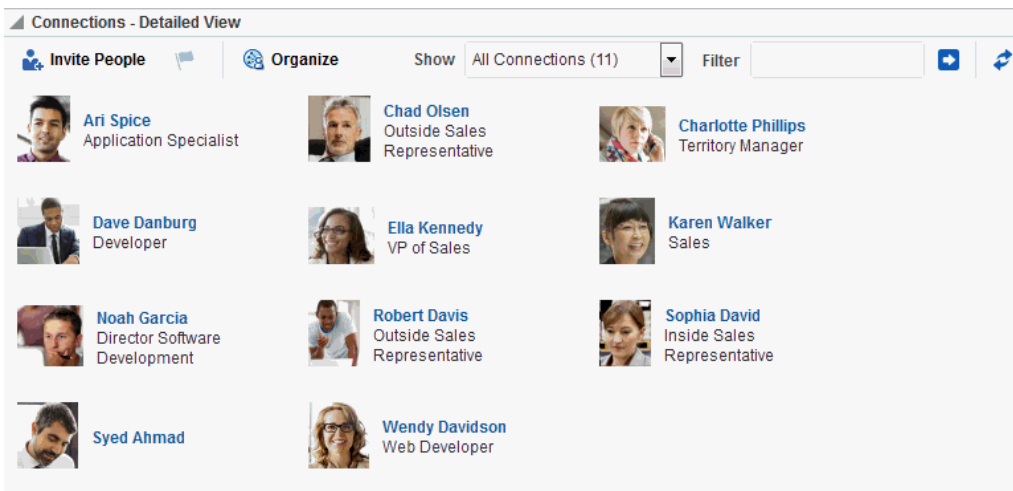 Connections - Detailed View
Invite People Organize Show All Connections (11) Filter
Ari Spice
Application Specialist
Chad Olsen
Outside Sales
Representative
Charlotte Phillips
Territory Manager
Dave Danburg
Developer
Ella Kennedy
VP of Sales
Karen Walker
Sales
Noah Garcia
Director Software
Development
Robert Davis
Outside Sales
Representative
Sophia David
Inside Sales
Representative
Syed Ahmad
Wendy Davidson
Web Developer